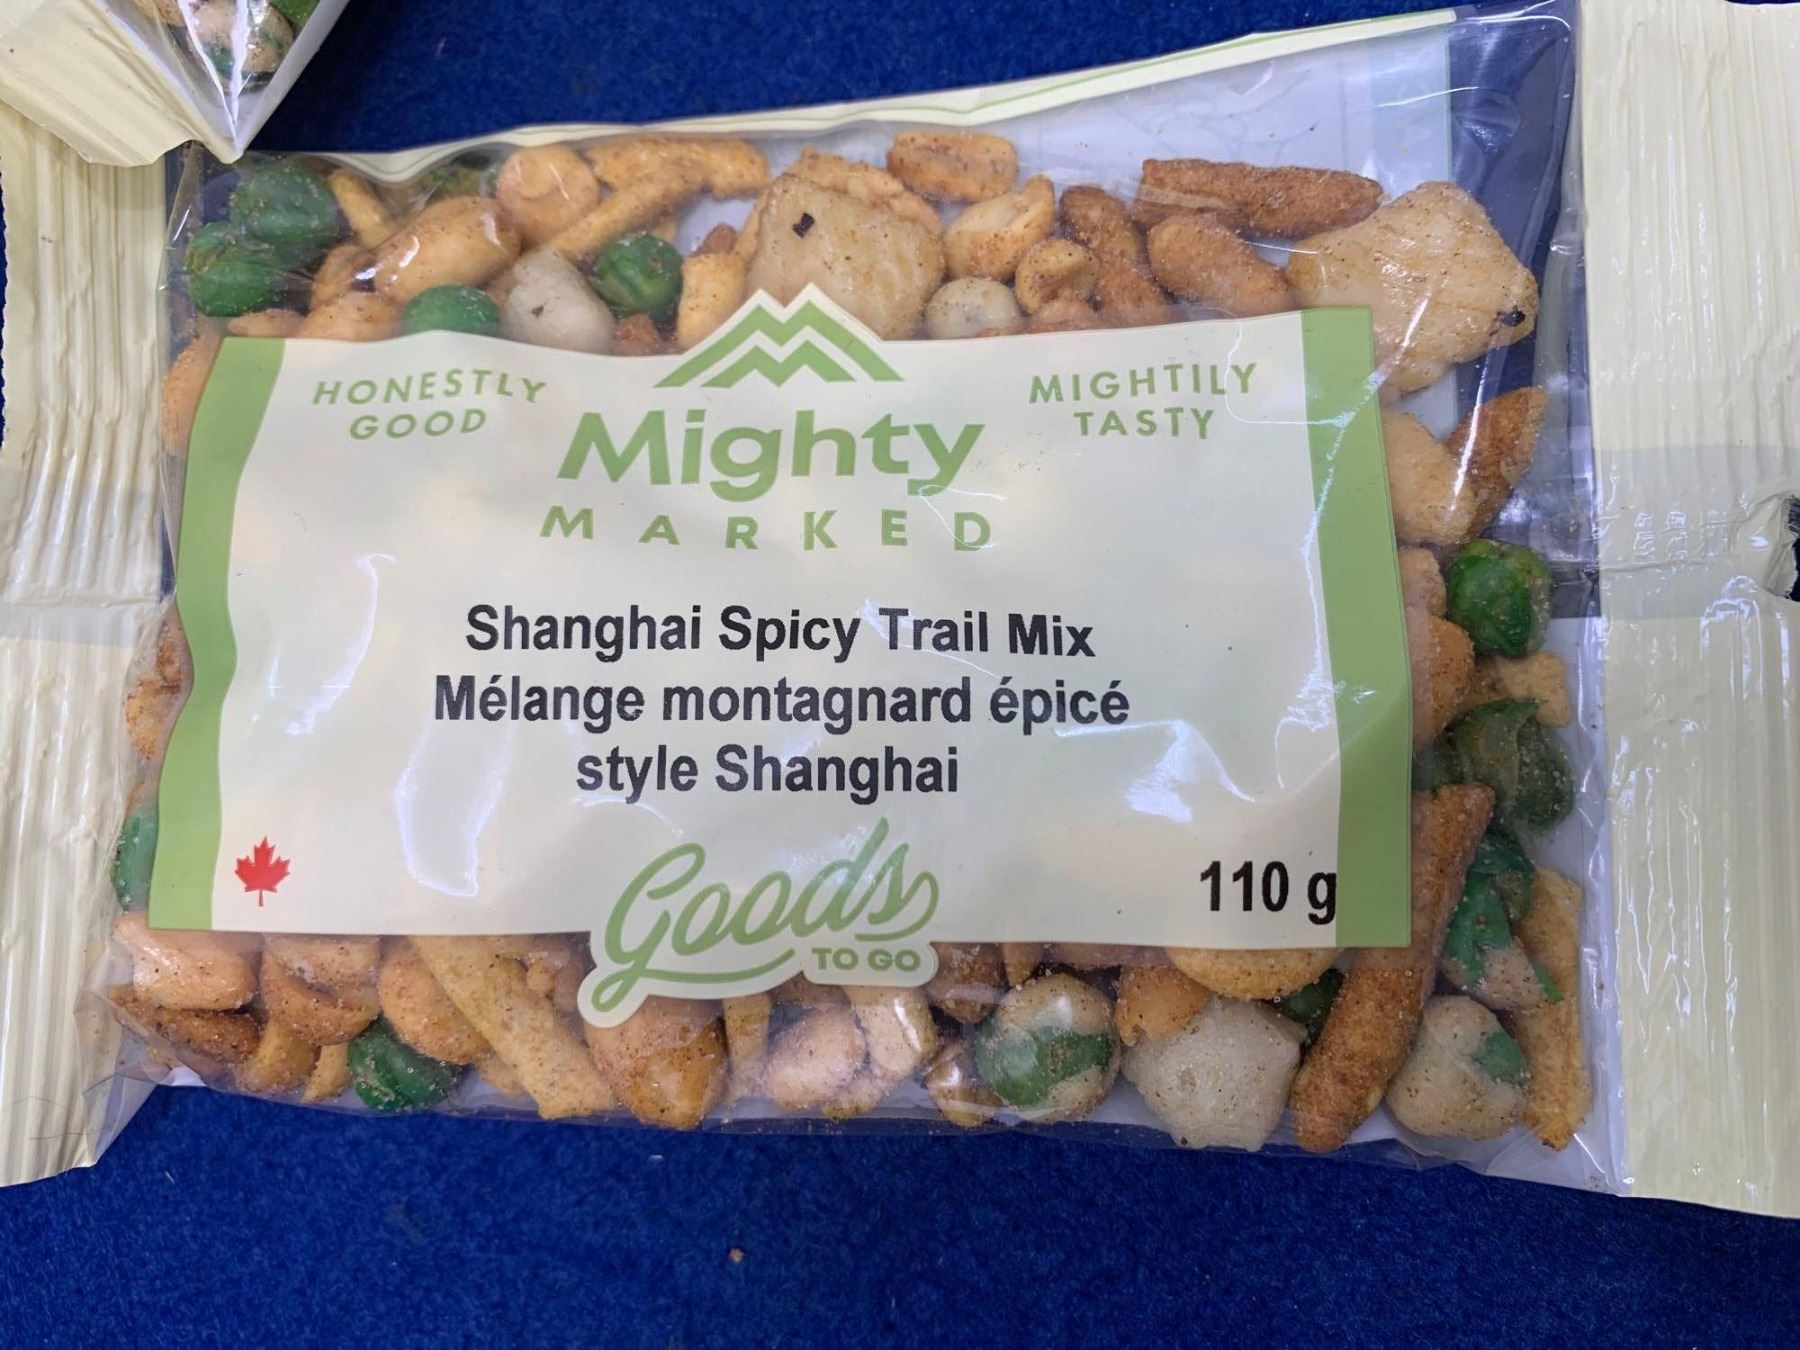 HONESTLY
GOOD
Mighty
MARKED
MIGHTILY
TASTY
Shanghai Spicy Trail Mix
Mélange montagnard épicé
style Shanghai
Goods
TO GO
110 g